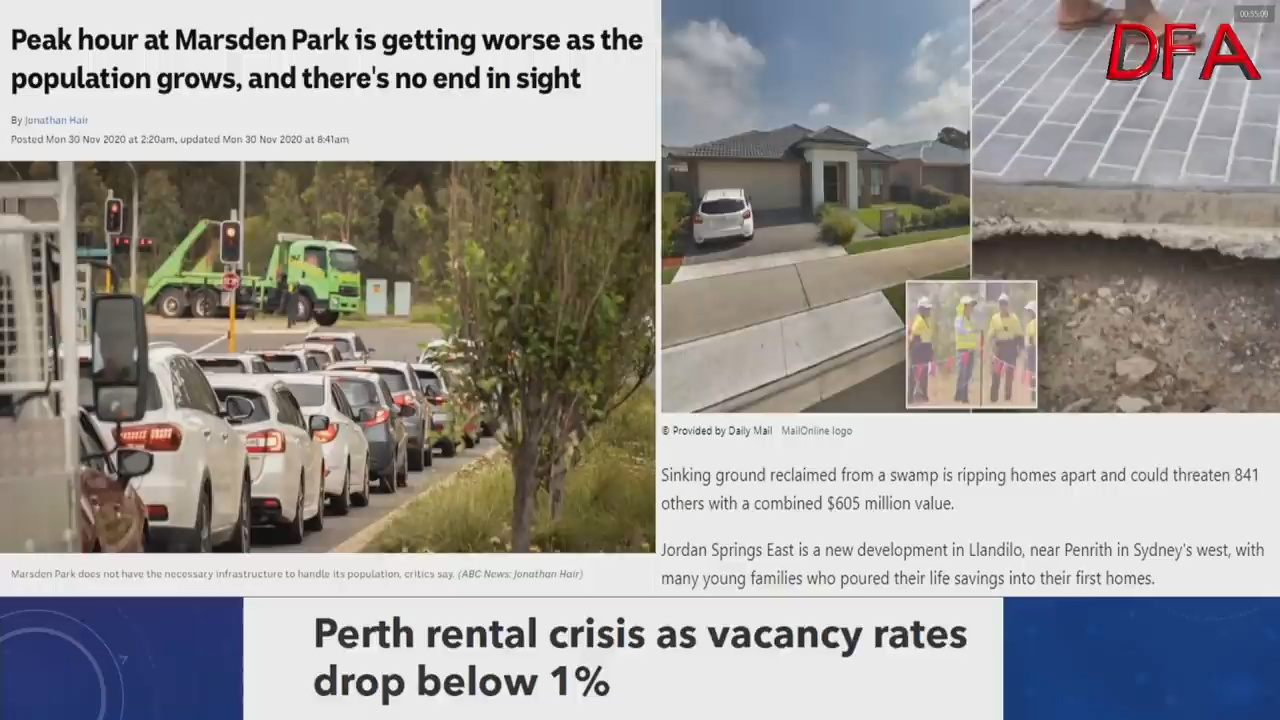 Peak hour at Marsden Park is getting worse as the
population grows, and there's no end in sight
By Jonathan Hair
Posted Mon 30 Nov 2020 at 2:20am, updated Mon 30 Nov 2020 at 8:41am
Marsden Park does not have the necessary infrastructure to handle its population, critics say. (ABC News: Jonathan Hair)
00:55:09
DFA
© Provided by Daily Mail MailOnline logo
Sinking ground reclaimed from a swamp is ripping homes apart and could threaten 841
others with a combined $605 million value.
Jordan Springs East is a new development in Llandilo, near Penrith in Sydney's west, with
many young families who poured their life savings into their first homes.
Perth rental crisis as vacancy rates
drop below 1%